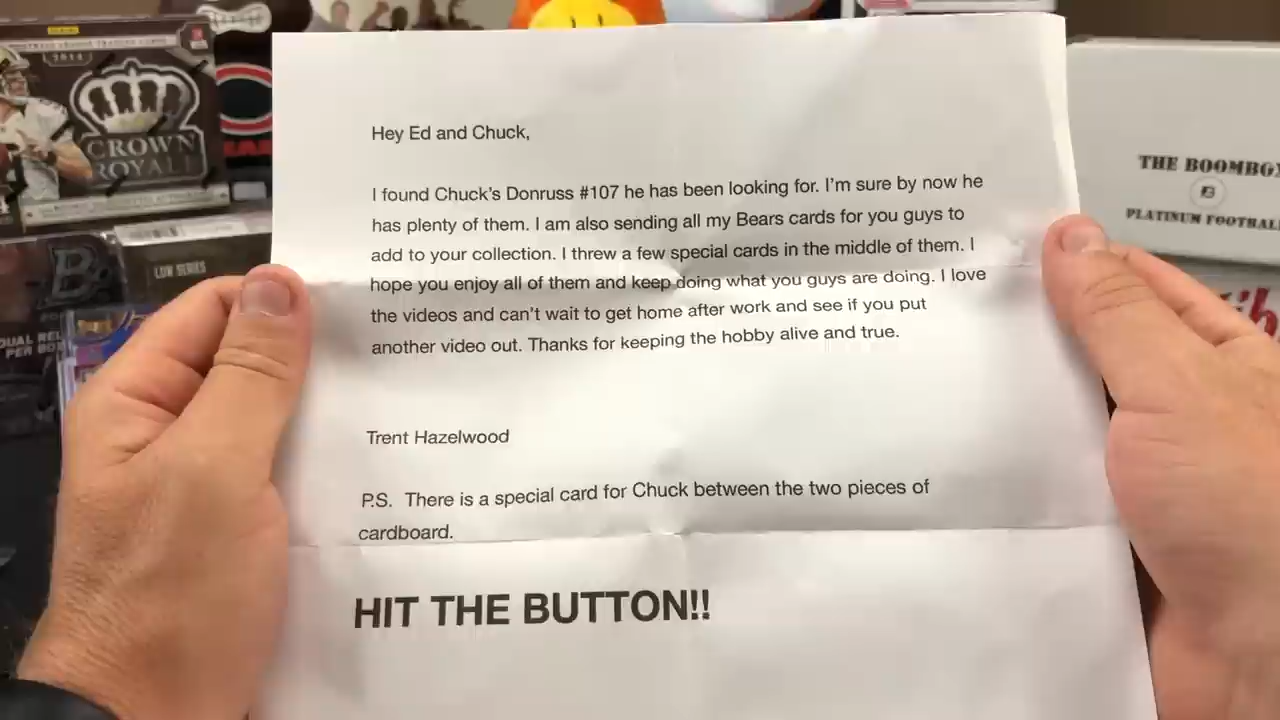 2014
CROWN
ROYALE
LOW SERIES
DUAL REL
PER BO
Hey Ed and Chuck,
I found Chuck's Donruss #107 he has been looking for. I'm sure by now he
has plenty of them. I am also sending all my Bears cards for you guys to
add to your collection. I threw a few special cards in the middle of them. I
hope you enjoy all of them and keep doing what you guys are doing. I love
the videos and can't wait to get home after work and see if you put
another video out. Thanks for keeping the hobby alive and true.
Trent Hazelwood
P.S. There is a special card for Chuck between the two pieces of
cardboard.
HIT THE BUTTON!!
THE BOOMBOX
B
PLATINUM FOOTBALL